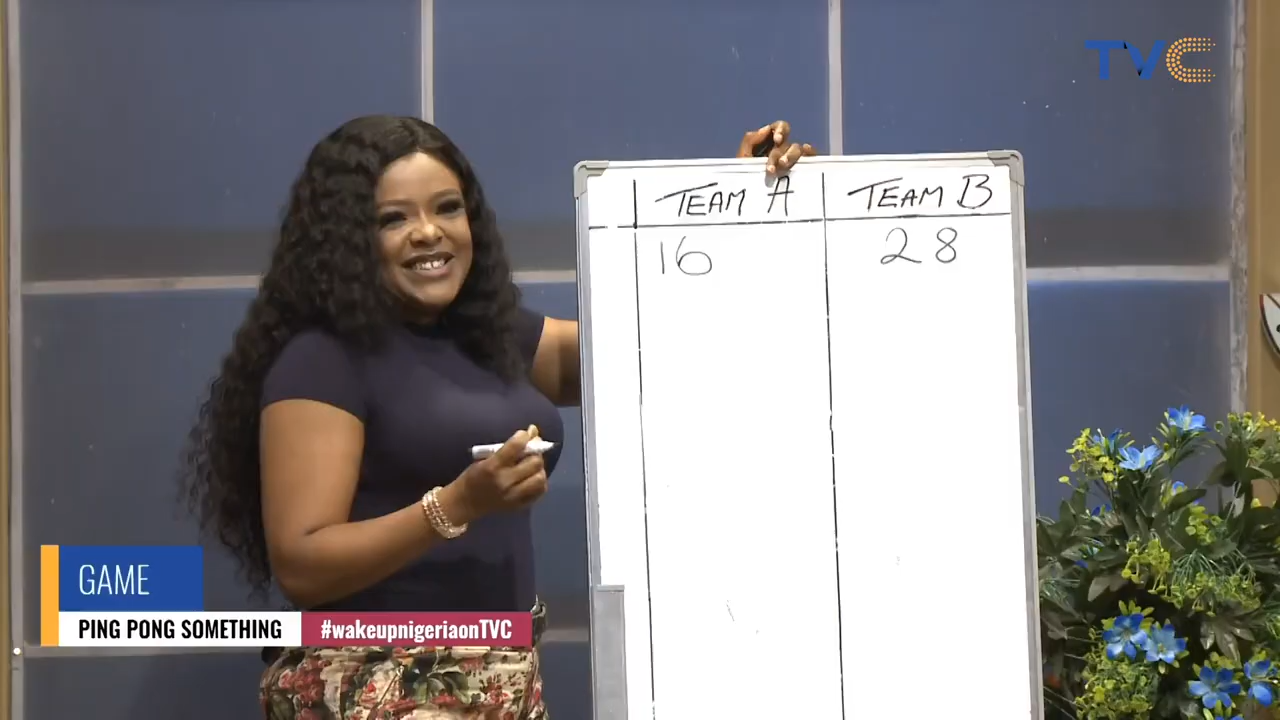 TVC
TEAM A TEAM B
16 28
GAME
PING PONG SOMETHING #wakeupnigeriaonTVC